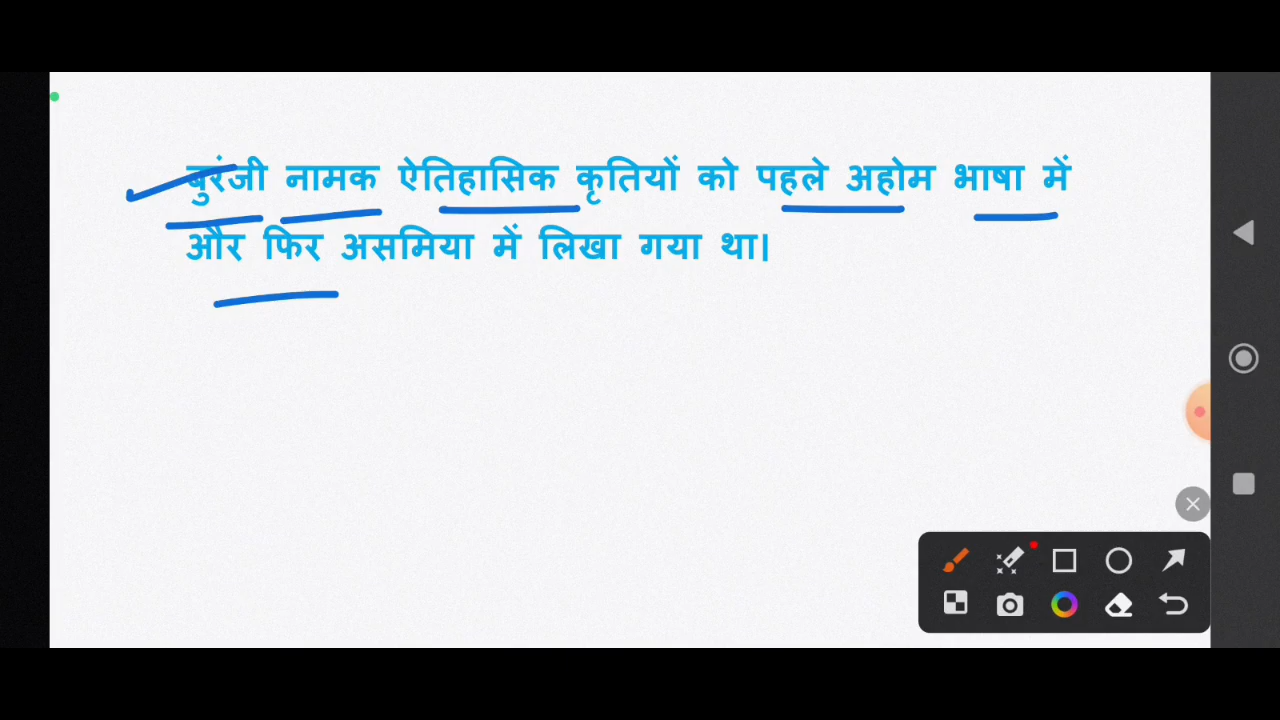 बुरंजी नामक ऐतिहासिक कृतियों को पहले अहोम भाषा में
और फिर असमिया में लिखा गया था।